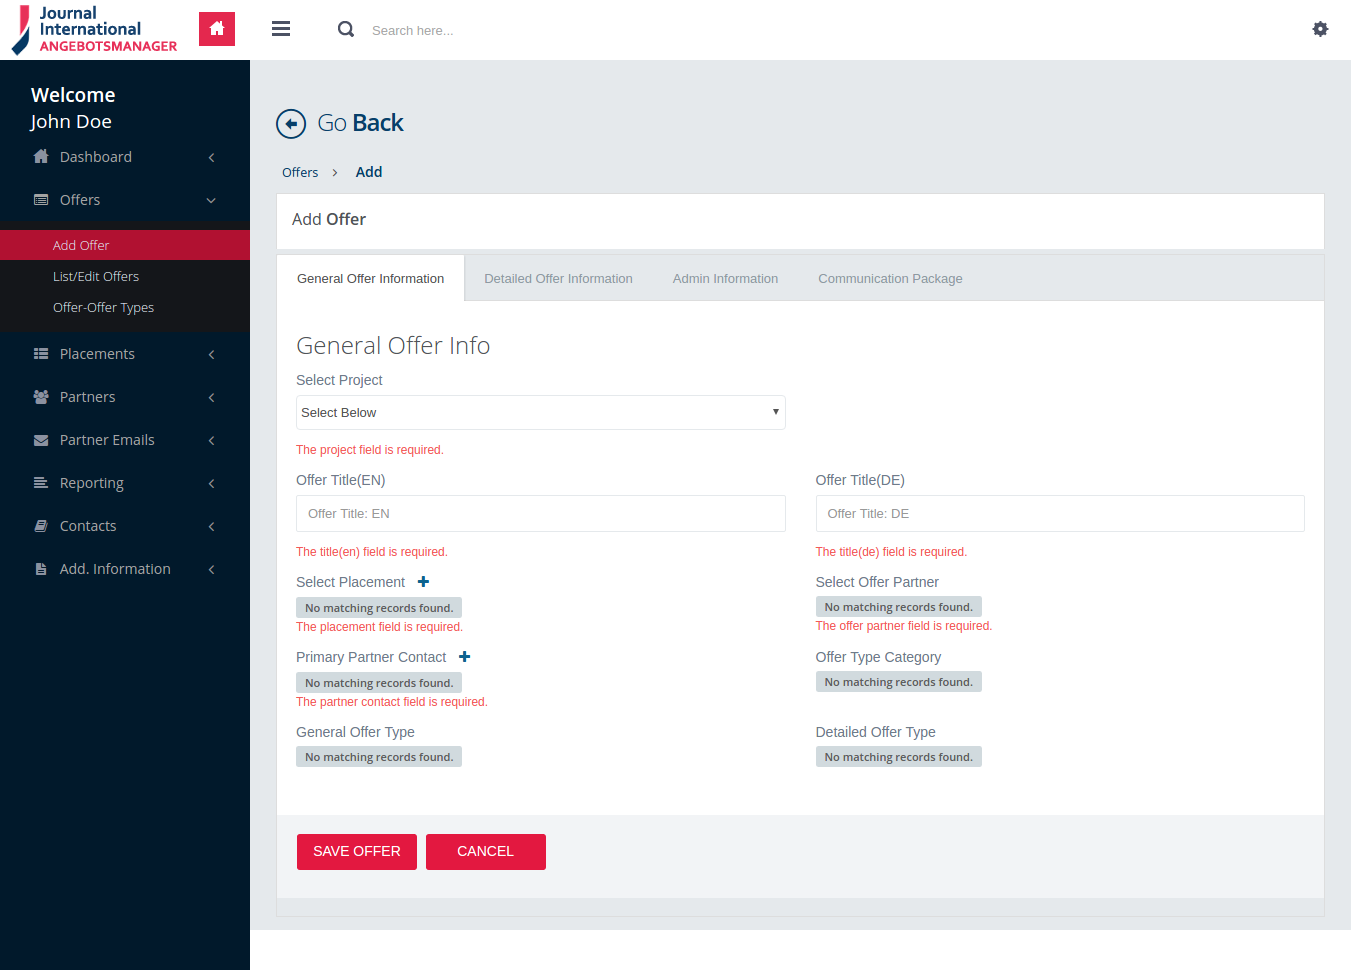 Journal
International
ANGEBOTSMANAGER
Search here...
Welcome
John Doe
Dashboard
Offers
Add Offer
List/Edit Offers
Offer-Offer Types
Placements
Partners
Partner Emails
Reporting
Contacts
Add. Information
Go Back
Offers > Add
Add Offer
General Offer Information Detailed Offer Information Admin Information Communication Package
General Offer Info
Select Project
Select Below
The project field is required.
Offer Title(EN) Offer Title(DE)
Offer Title: EN Offer Title: DE
The title(en) field is required. The title(de) field is required.
Select Placement Select Offer Partner
No matching records found. No matching records found.
The placement field is required. The offer partner field is required.
Primary Partner Contact Offer Type Category
No matching records found. No matching records found.
The partner contact field is required.
General Offer Type Detailed Offer Type
No matching records found. No matching records found.
SAVE OFFER CANCEL